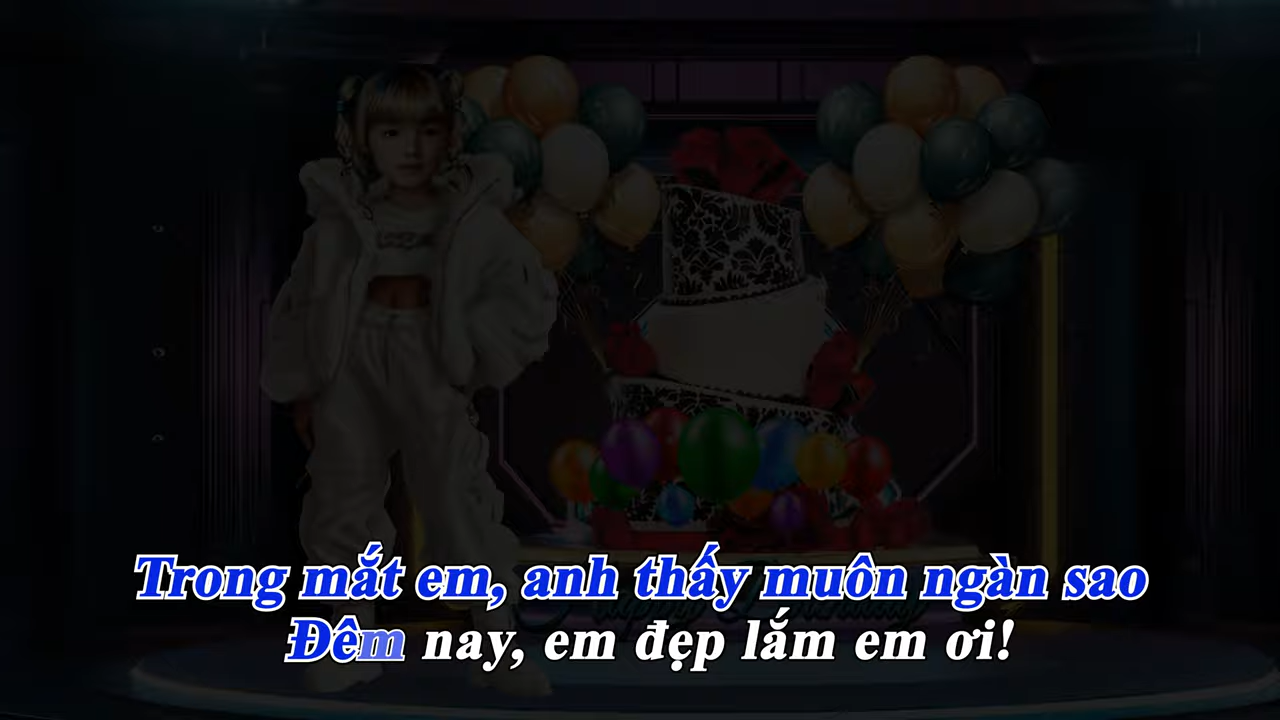 Trong mắt em, anh thấy muôn ngàn sao
Đêm nay, em đẹp lắm em ơi!